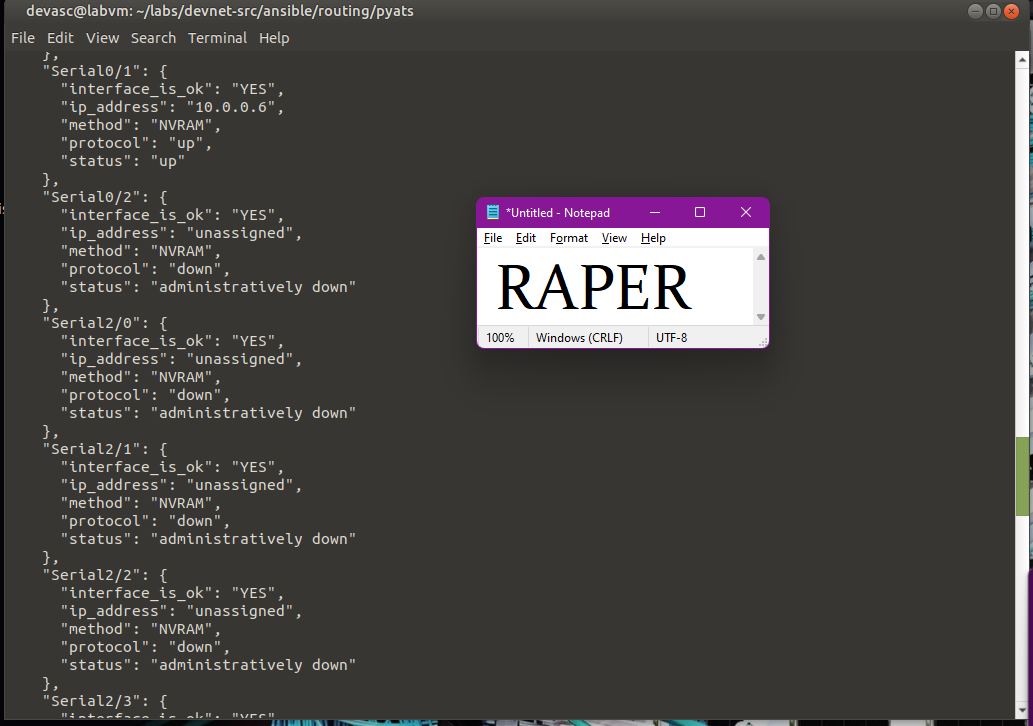 devasc@labvm: ~/labs/devnet-src/ansible/routing/pyats
File Edit View Search Terminal Help
},
"Serial0/1": {
"interface_is_ok": "YES",
"ip_address": "10.0.0.6",
"method": "NVRAM",
"protocol": "up",
"status": "up"
},
"Serial0/2": {
"interface_is_ok": "YES",
"ip_address": "unassigned",
"method": "NVRAM",
"protocol": "down",
"status": "administratively down"
},
"Serial2/0": {
"interface_is_ok": "YES",
"ip_address": "unassigned",
"method": "NVRAM",
"protocol": "down",
"status": "administratively down"
},
"Serial2/1": {
"interface_is_ok": "YES",
"ip_address": "unassigned",
"method": "NVRAM",
"protocol": "down",
"status": "administratively down"
},
"Serial2/2": {
"interface_is_ok": "YES",
"ip_address": "unassigned",
"method": "NVRAM",
"protocol": "down",
"status": "administratively down"
},
"Serial2/3": {
"interface_is_ok": "YES"
*Untitled - Notepad
File Edit Format View Help
RAPER
100% Windows (CRLF) UTF-8